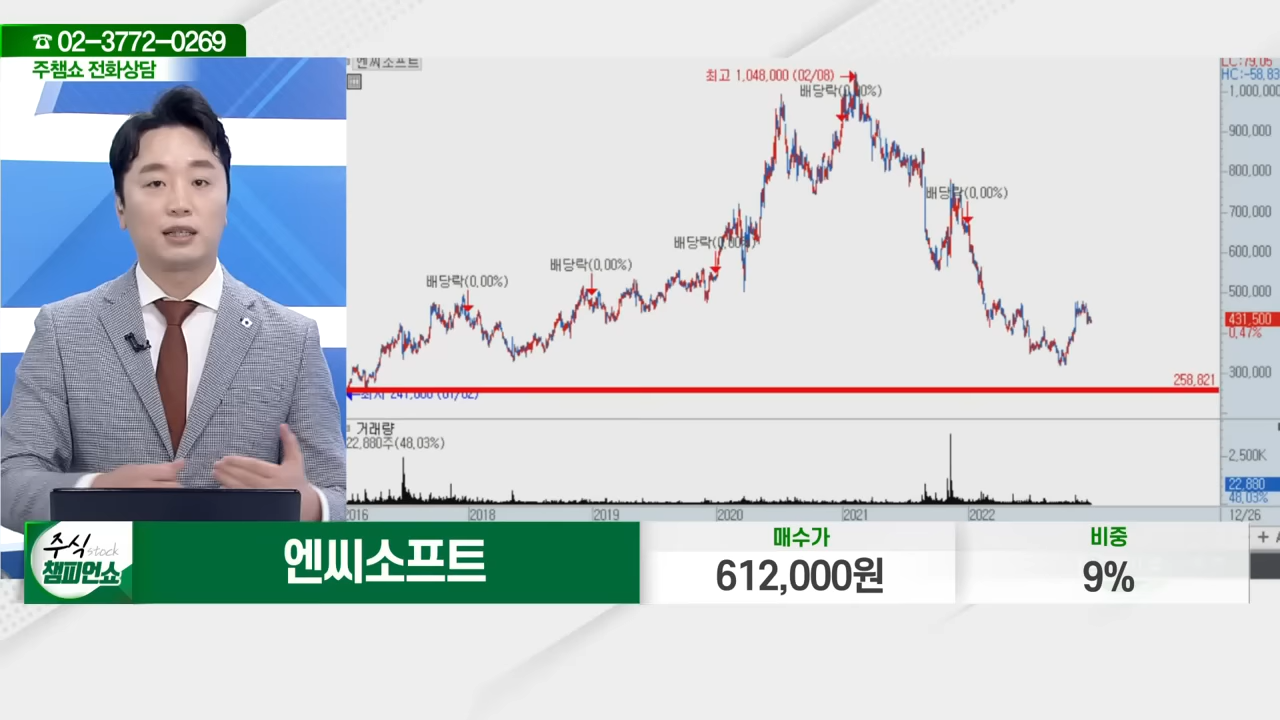 ☎ 02-3772-0269
주챔쇼 전화상담
엔씨소프트
최고 1,048,000 (02/08)
배당락(0.00%)
배당락(0.00%)
배당락(0.00%)
배당락(0.00%)
배당락(0.00%)
LC:79.05
HC:-58.83
1,000,000
900,000
800,000
700,000
600,000
500,000
431,500
0.47%
300,000
258,821
최저 241,000 (01/02)
거래량
22,880주(48.03%)
2,500K
22,880
48.03%
2016
2018
2019
2020
2021
2022
12/26
주식 stock
챔피언쇼
엔씨소프트
매수가
612,000원
비중
9%